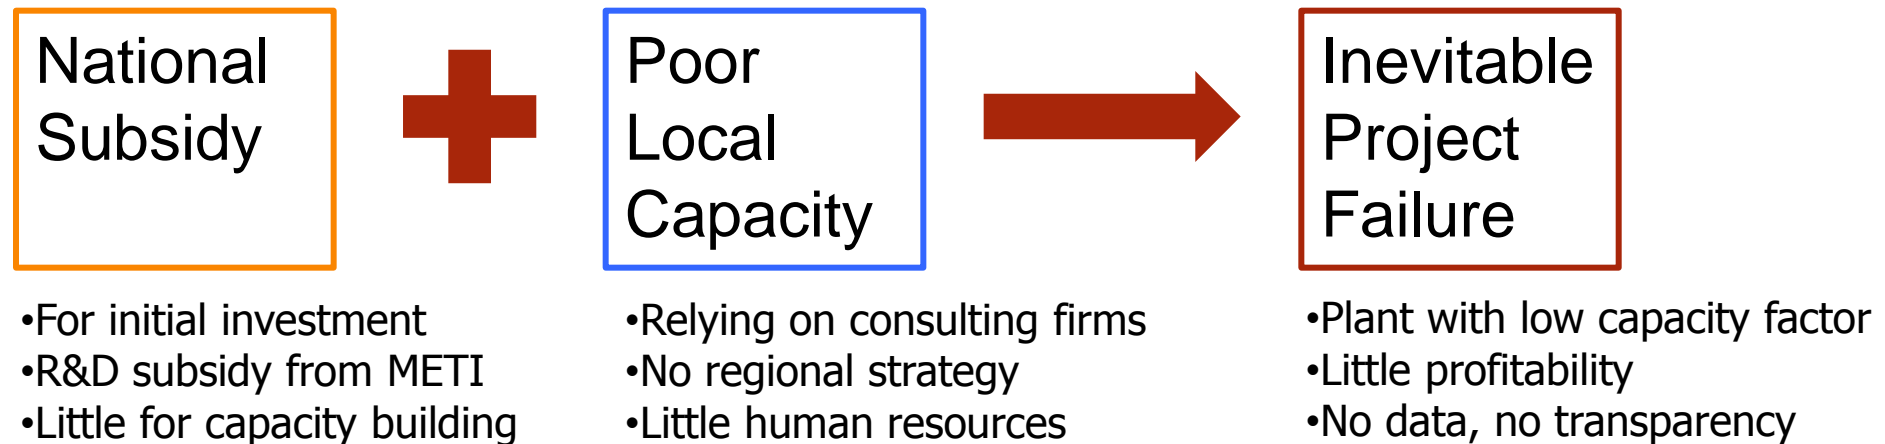 National
Subsidy
•For initial investment
•R&D subsidy from METI
•Little for capacity building
Poor
Local
Capacity
•Relying on consulting firms
•No regional strategy
•Little human resources
Inevitable
Project
Failure
•Plant with low capacity factor
•Little profitability
•No data, no transparency